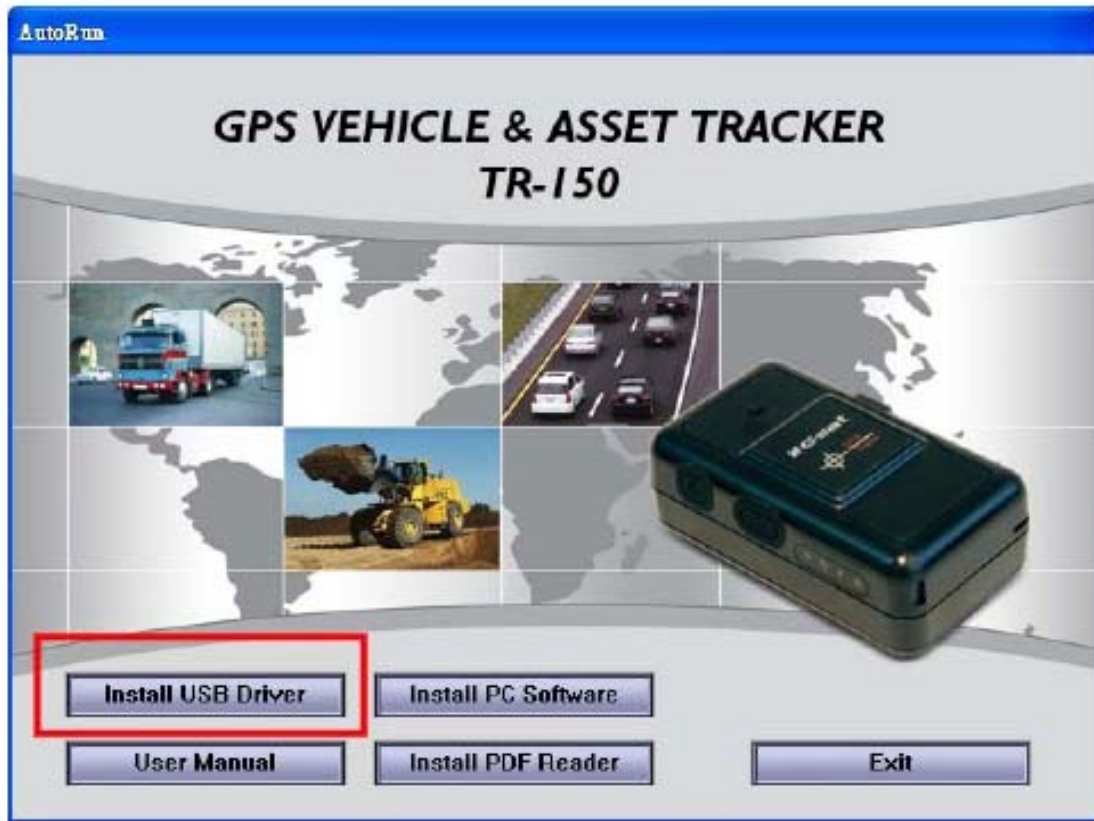 AutoRun
GPS VEHICLE & ASSET TRACKER
TR-150
Install USB Driver
Install PC Software
User Manual
Install PDF Reader
Exit